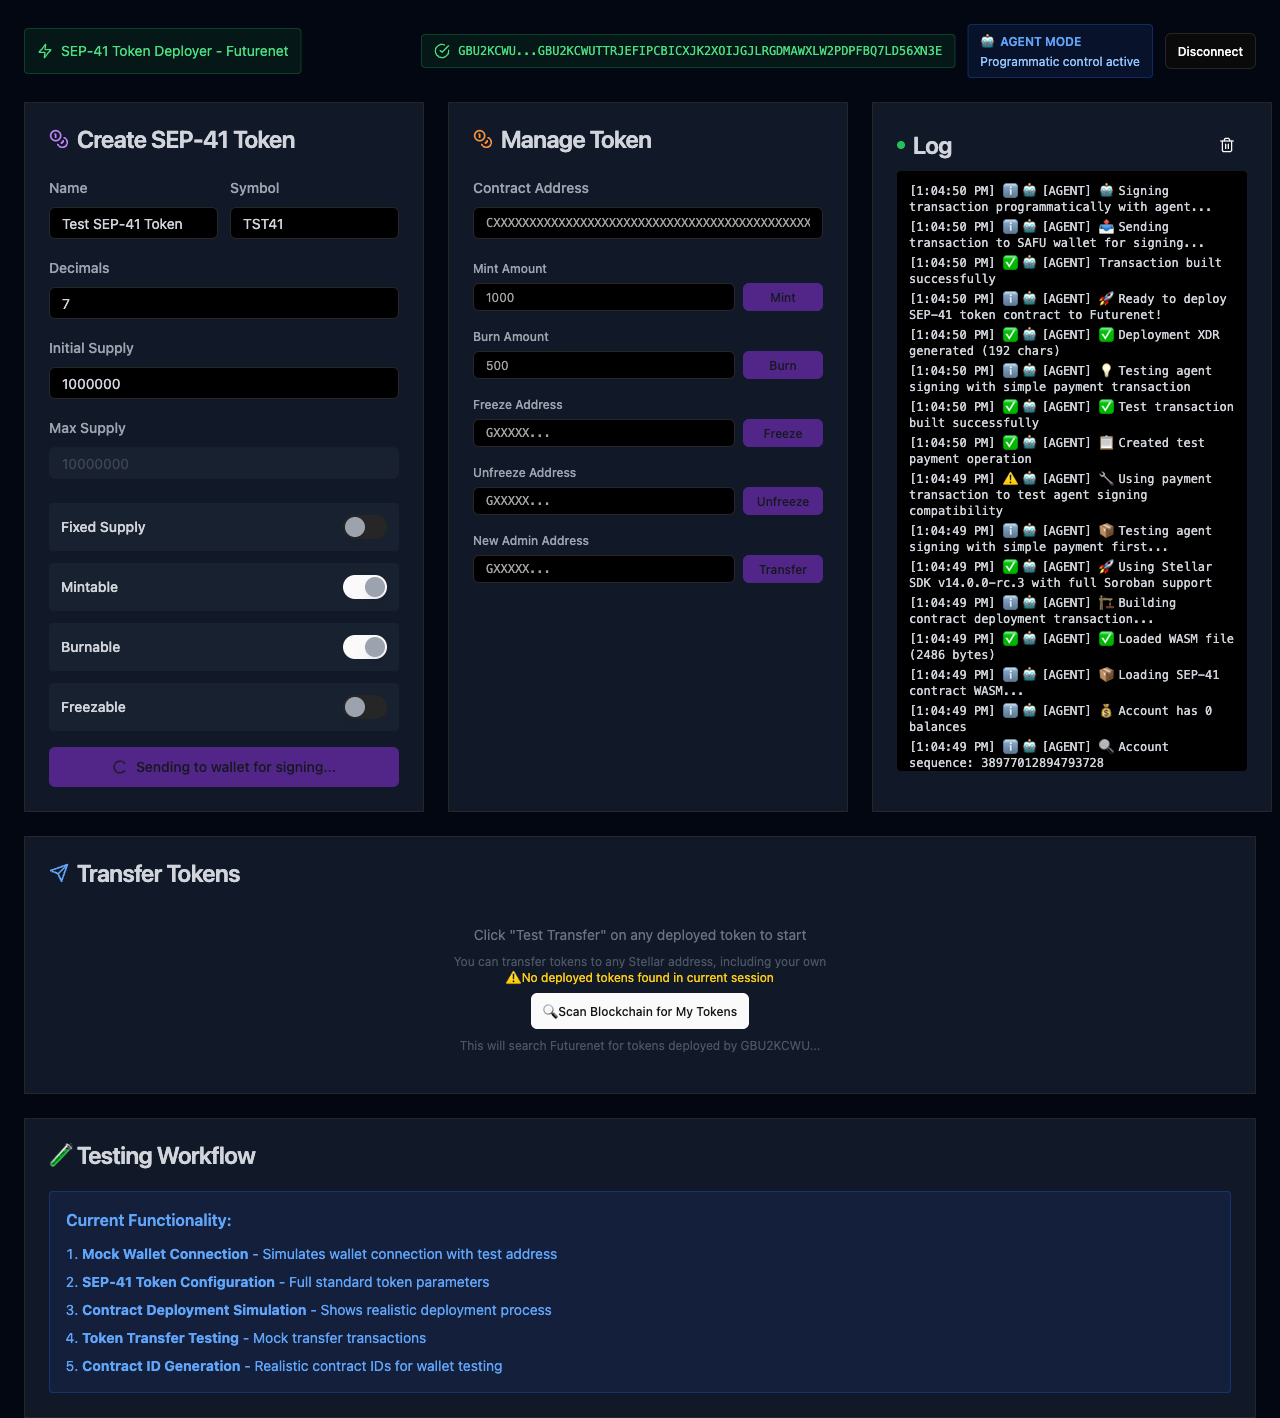 SEP-41 Token Deployer - Futurenet
GBU2KCWU...GBU2KCWUTTRJEFIPCBICXJK2XOIJGJLRGDMAWXLW2PDPFBQ7LD56XN3E
🤖 AGENT MODE
Programmatic control active
Disconnect
Create SEP-41 Token
Name
Symbol
Test SEP-41 Token
TST41
Decimals
7
Initial Supply
1000000
Max Supply
10000000
Fixed Supply
Mintable
Burnable
Freezable
Sending to wallet for signing...
Manage Token
Contract Address
CXXXXXXXXXXXXXXXXXXXXXXXXXXXXXXXXXXXXXXXXXXXX
Mint Amount
1000
Mint
Burn Amount
500
Burn
Freeze Address
GXXXXX...
Freeze
Unfreeze Address
GXXXXX...
Unfreeze
New Admin Address
GXXXXX...
Transfer
Log
[1:04:50 PM] ℹ️ 🤖 [AGENT] 🤖 Signing
transaction programmatically with agent...
[1:04:50 PM] ℹ️ 🤖 [AGENT] 📤 Sending
transaction to SAFU wallet for signing...
[1:04:50 PM] ✅ 🤖 [AGENT] Transaction built
successfully
[1:04:50 PM] ℹ️ 🤖 [AGENT] 🚀 Ready to deploy
SEP-41 token contract to Futurenet!
[1:04:50 PM] ✅ 🤖 [AGENT] ✅ Deployment XDR
generated (192 chars)
[1:04:50 PM] ℹ️ 🤖 [AGENT] 💡 Testing agent
signing with simple payment transaction
[1:04:50 PM] ✅ 🤖 [AGENT] ✅ Test transaction
built successfully
[1:04:50 PM] ✅ 🤖 [AGENT] 📋 Created test
payment operation
[1:04:49 PM] ⚠️ 🤖 [AGENT] 🔧 Using payment
transaction to test agent signing
compatibility
[1:04:49 PM] ℹ️ 🤖 [AGENT] 📦 Testing agent
signing with simple payment first...
[1:04:49 PM] ✅ 🤖 [AGENT] 🚀 Using Stellar
SDK v14.0.0-rc.3 with full Soroban support
[1:04:49 PM] ℹ️ 🤖 [AGENT] 🏗️ Building
contract deployment transaction...
[1:04:49 PM] ✅ 🤖 [AGENT] ✅ Loaded WASM file
(2486 bytes)
[1:04:49 PM] ℹ️ 🤖 [AGENT] 📦 Loading SEP-41
contract WASM...
[1:04:49 PM] ℹ️ 🤖 [AGENT] 💰 Account has 0
balances
[1:04:49 PM] ℹ️ 🤖 [AGENT] 🔍 Account
sequence: 38977012894793728
Transfer Tokens
Click "Test Transfer" on any deployed token to start
You can transfer tokens to any Stellar address, including your own
⚠️No deployed tokens found in current session
🔍Scan Blockchain for My Tokens
This will search Futurenet for tokens deployed by GBU2KCWU...
🧪 Testing Workflow
Current Functionality:
1. Mock Wallet Connection - Simulates wallet connection with test address
2. SEP-41 Token Configuration - Full standard token parameters
3. Contract Deployment Simulation - Shows realistic deployment process
4. Token Transfer Testing - Mock transfer transactions
5. Contract ID Generation - Realistic contract IDs for wallet testing